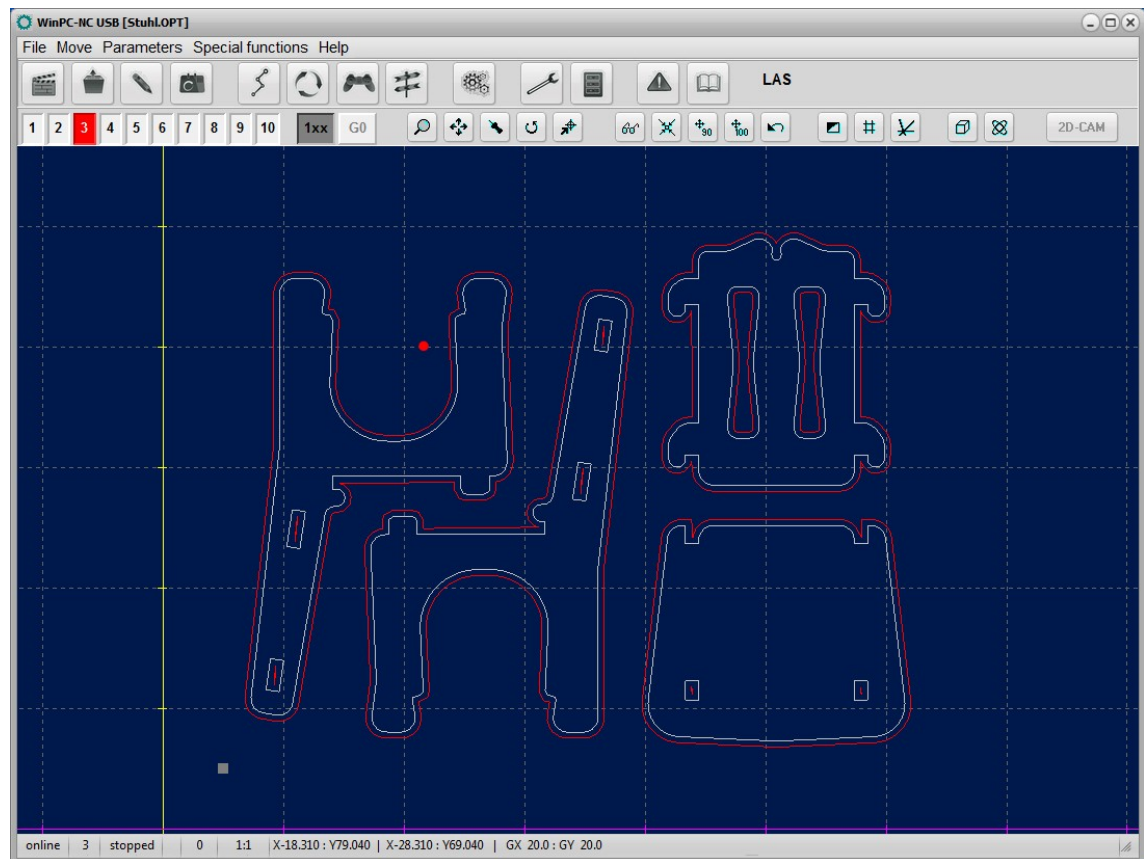 WinPC-NC USB [Stuhl.OPT]
File Move Parameters Special functions Help
LAS
1 2 3 4 5 6 7 8 9 10 1xx G0 90 100 2D-CAM
online 3 stopped 0 1:1 X-18.310 : Y79.040 | X-28.310 : Y69.040 | GX 20.0 : GY 20.0